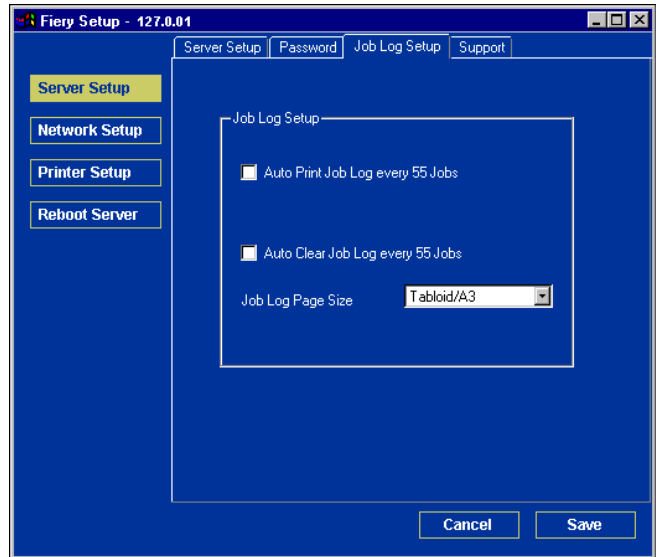 Fiery Setup - 127.0.01
Server Setup Password Job Log Setup Support
Server Setup
Network Setup
Printer Setup
Reboot Server
Job Log Setup
Auto Print Job Log every 55 Jobs
Auto Clear Job Log every 55 Jobs
Job Log Page Size Tabloid/A3
Cancel Save